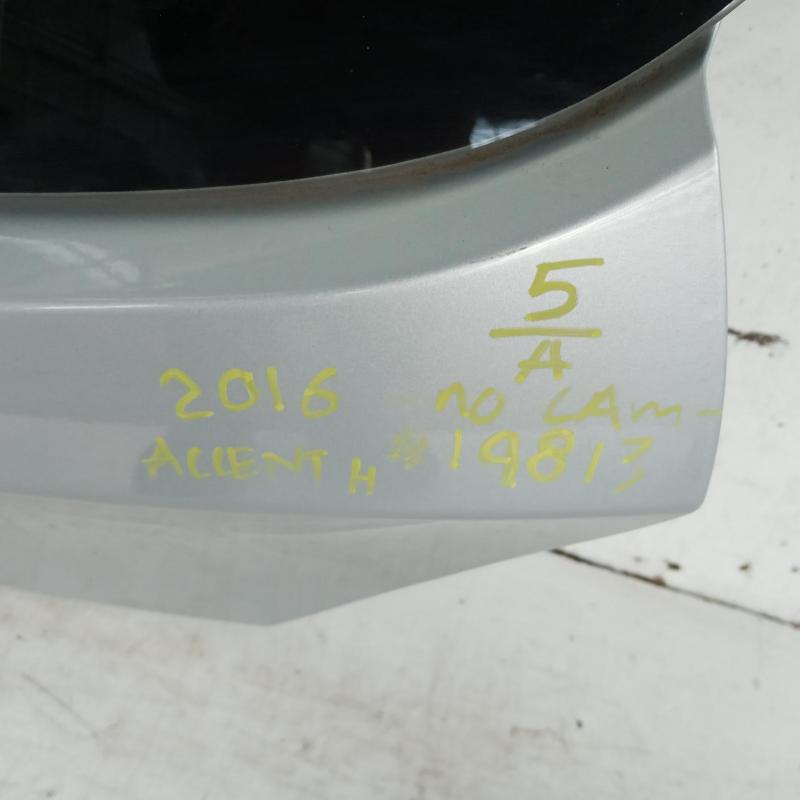 5
A
2016 -NO CAM-
ACCENT H #19813